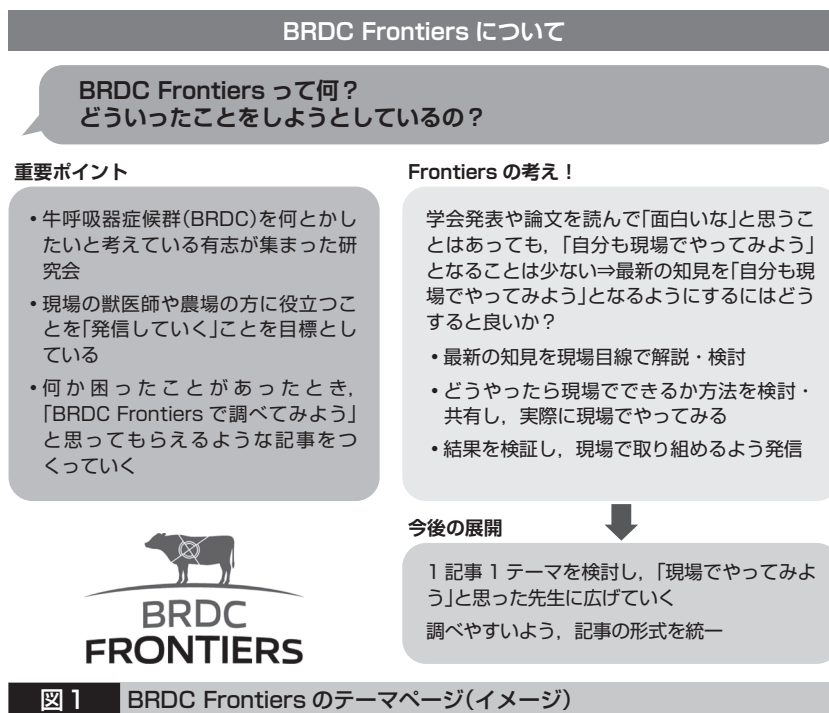 BRDC Frontiers について
BRDC Frontiers って何？
どういったことをしようとしているの？
重要ポイント
•牛呼吸器症候群(BRDC)を何とかし
たいと考えている有志が集まった研
究会
•現場の獣医師や農場の方に役立つこ
とを「発信していく」ことを目標とし
ている
•何か困ったことがあったとき，
「BRDC Frontiers で調べてみよう」
と思ってもらえるような記事をつ
くっていく
Frontiers の考え！
学会発表や論文を読んで「面白いな」と思うこ
とはあっても，「自分も現場でやってみよう」
となることは少ない⇒最新の知見を「自分も現
場でやってみよう」となるようにするにはどう
すると良いか？
•最新の知見を現場目線で解説・検討
•どうやったら現場でできるか方法を検討・
共有し，実際に現場でやってみる
•結果を検証し，現場で取り組めるよう発信
今後の展開
1 記事 1 テーマを検討し，「現場でやってみよ
う」と思った先生に広げていく
調べやすいよう，記事の形式を統一
BRDC
FRONTIERS
図1 BRDC Frontiers のテーマページ(イメージ)